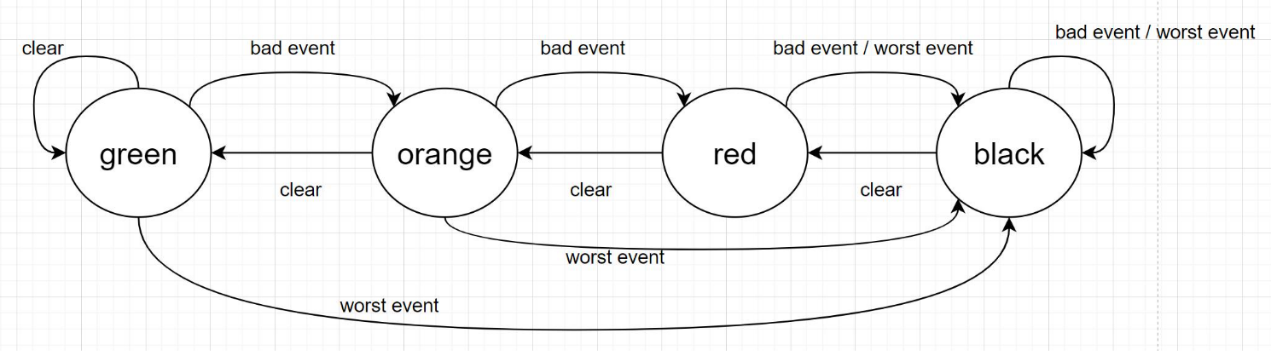 bad event / worst event
clear
bad event
bad event
bad event / worst event
green
orange
red
black
clear
clear
clear
worst event
worst event